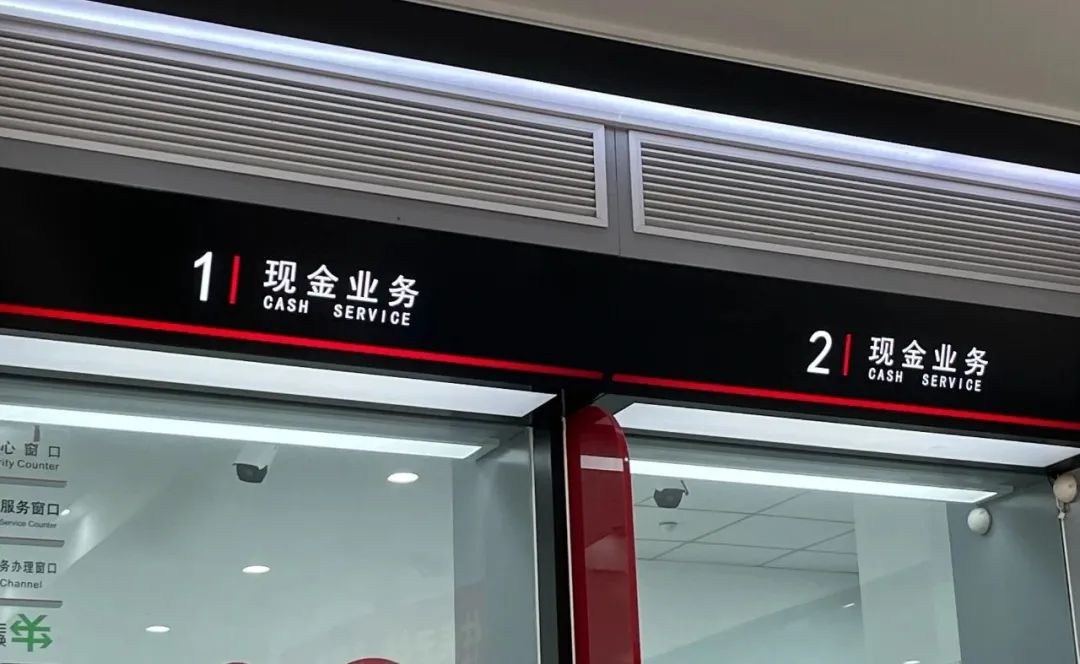 1 现金业务
CASH SERVICE
2 现金业务
CASH SERVICE
心窗口
Counter
服务窗口
Service Counter
务办理窗口
Channel